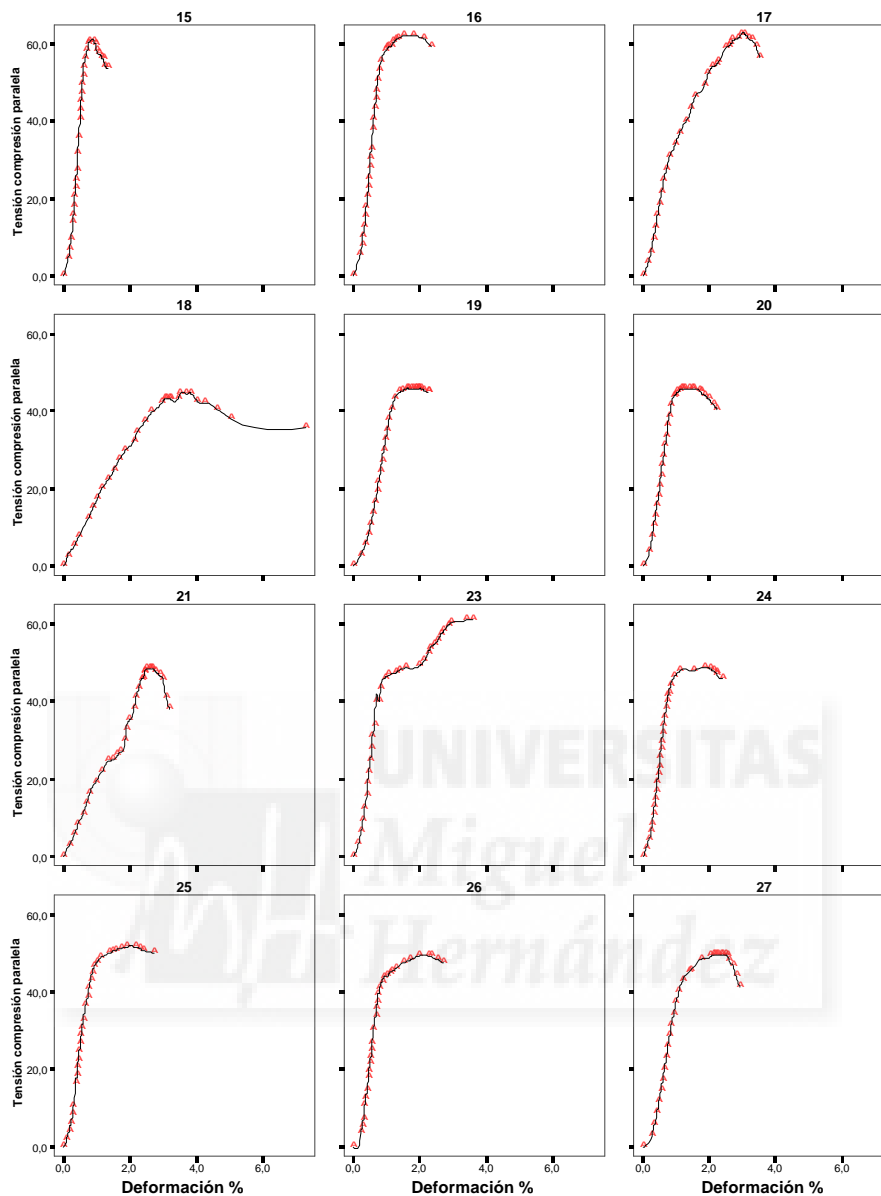 15 16 17
60,0
40,0
20,0
0,0
Tensión compresión paralela
18 19 20
60,0
40,0
20,0
0,0
Tensión compresión paralela
21 23 24
60,0
40,0
20,0
0,0
Tensión compresión paralela
UNIVERSITAS
Miguel
Hernández
25 26 27
60,0
40,0
20,0
0,0
Tensión compresión paralela
0,0 2,0 4,0 6,0 0,0 2,0 4,0 6,0 0,0 2,0 4,0 6,0
Deformación % Deformación % Deformación %